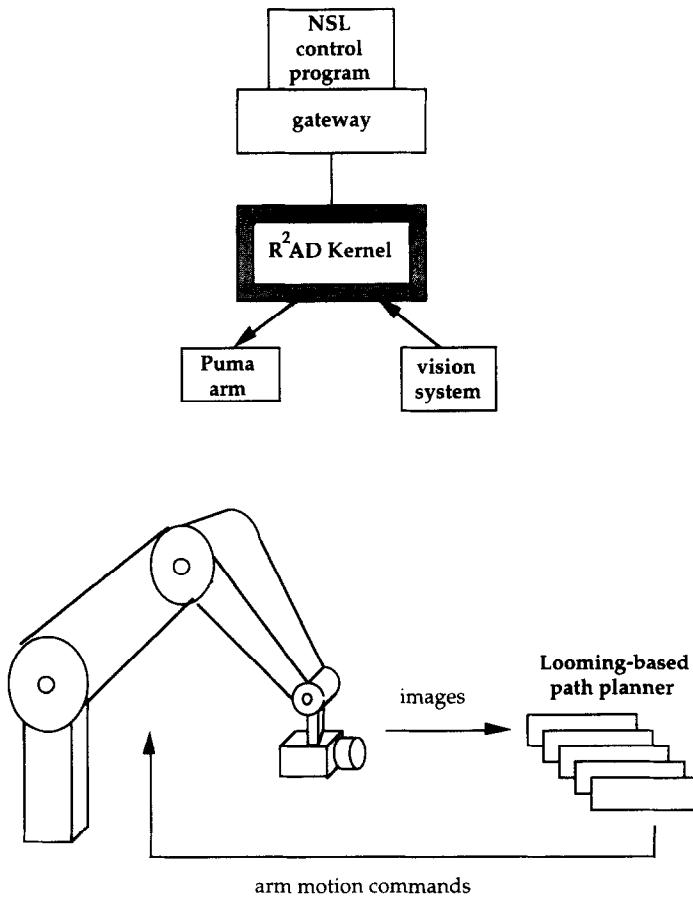 NSL
control
program
gateway
R²AD Kernel
Puma
arm
vision
system
Looming-based
path planner
images
arm motion commands